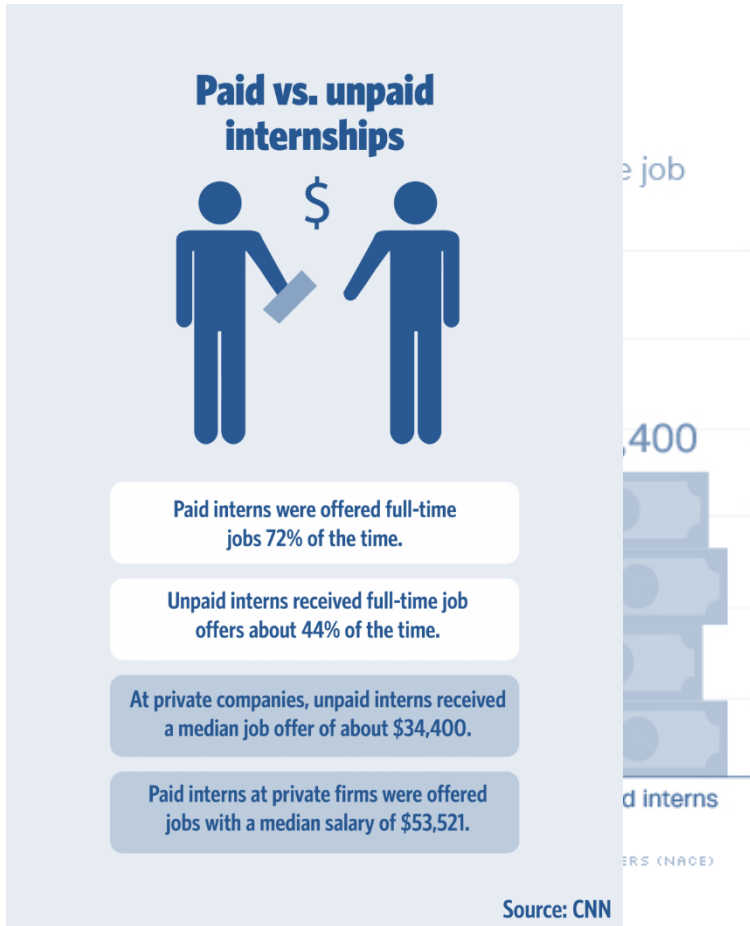 Paid vs. unpaid
internships
$
Paid interns were offered full-time
jobs 72% of the time.
Unpaid interns received full-time job
offers about 44% of the time.
At private companies, unpaid interns received
a median job offer of about $34,400.
Paid interns at private firms were offered
jobs with a median salary of $53,521.
Source: CNN
e job
,400
d interns
ERS (NACE)